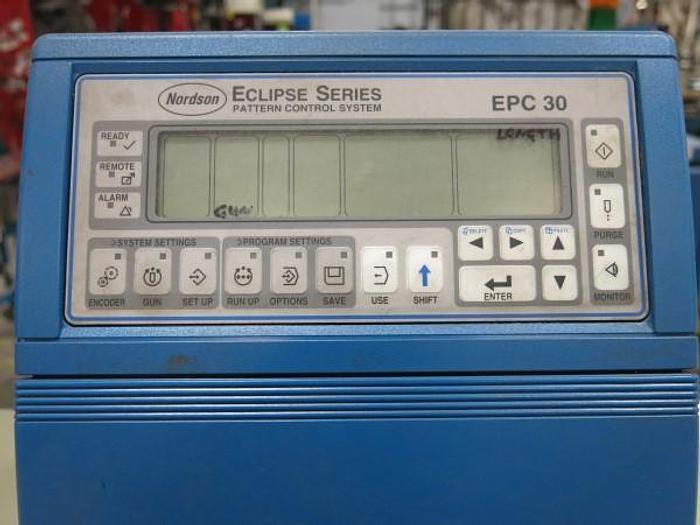 Nordson ECLIPSE SERIES
PATTERN CONTROL SYSTEM
EPC 30
READY
REMOTE
ALARM
LENGTH
GUN
>SYSTEM SETTINGS
>PROGRAM SETTINGS
ENCODER GUN SET UP RUN UP OPTIONS SAVE USE SHIFT
DELETE COPY PASTE
ENTER
RUN
PURGE
MONITOR